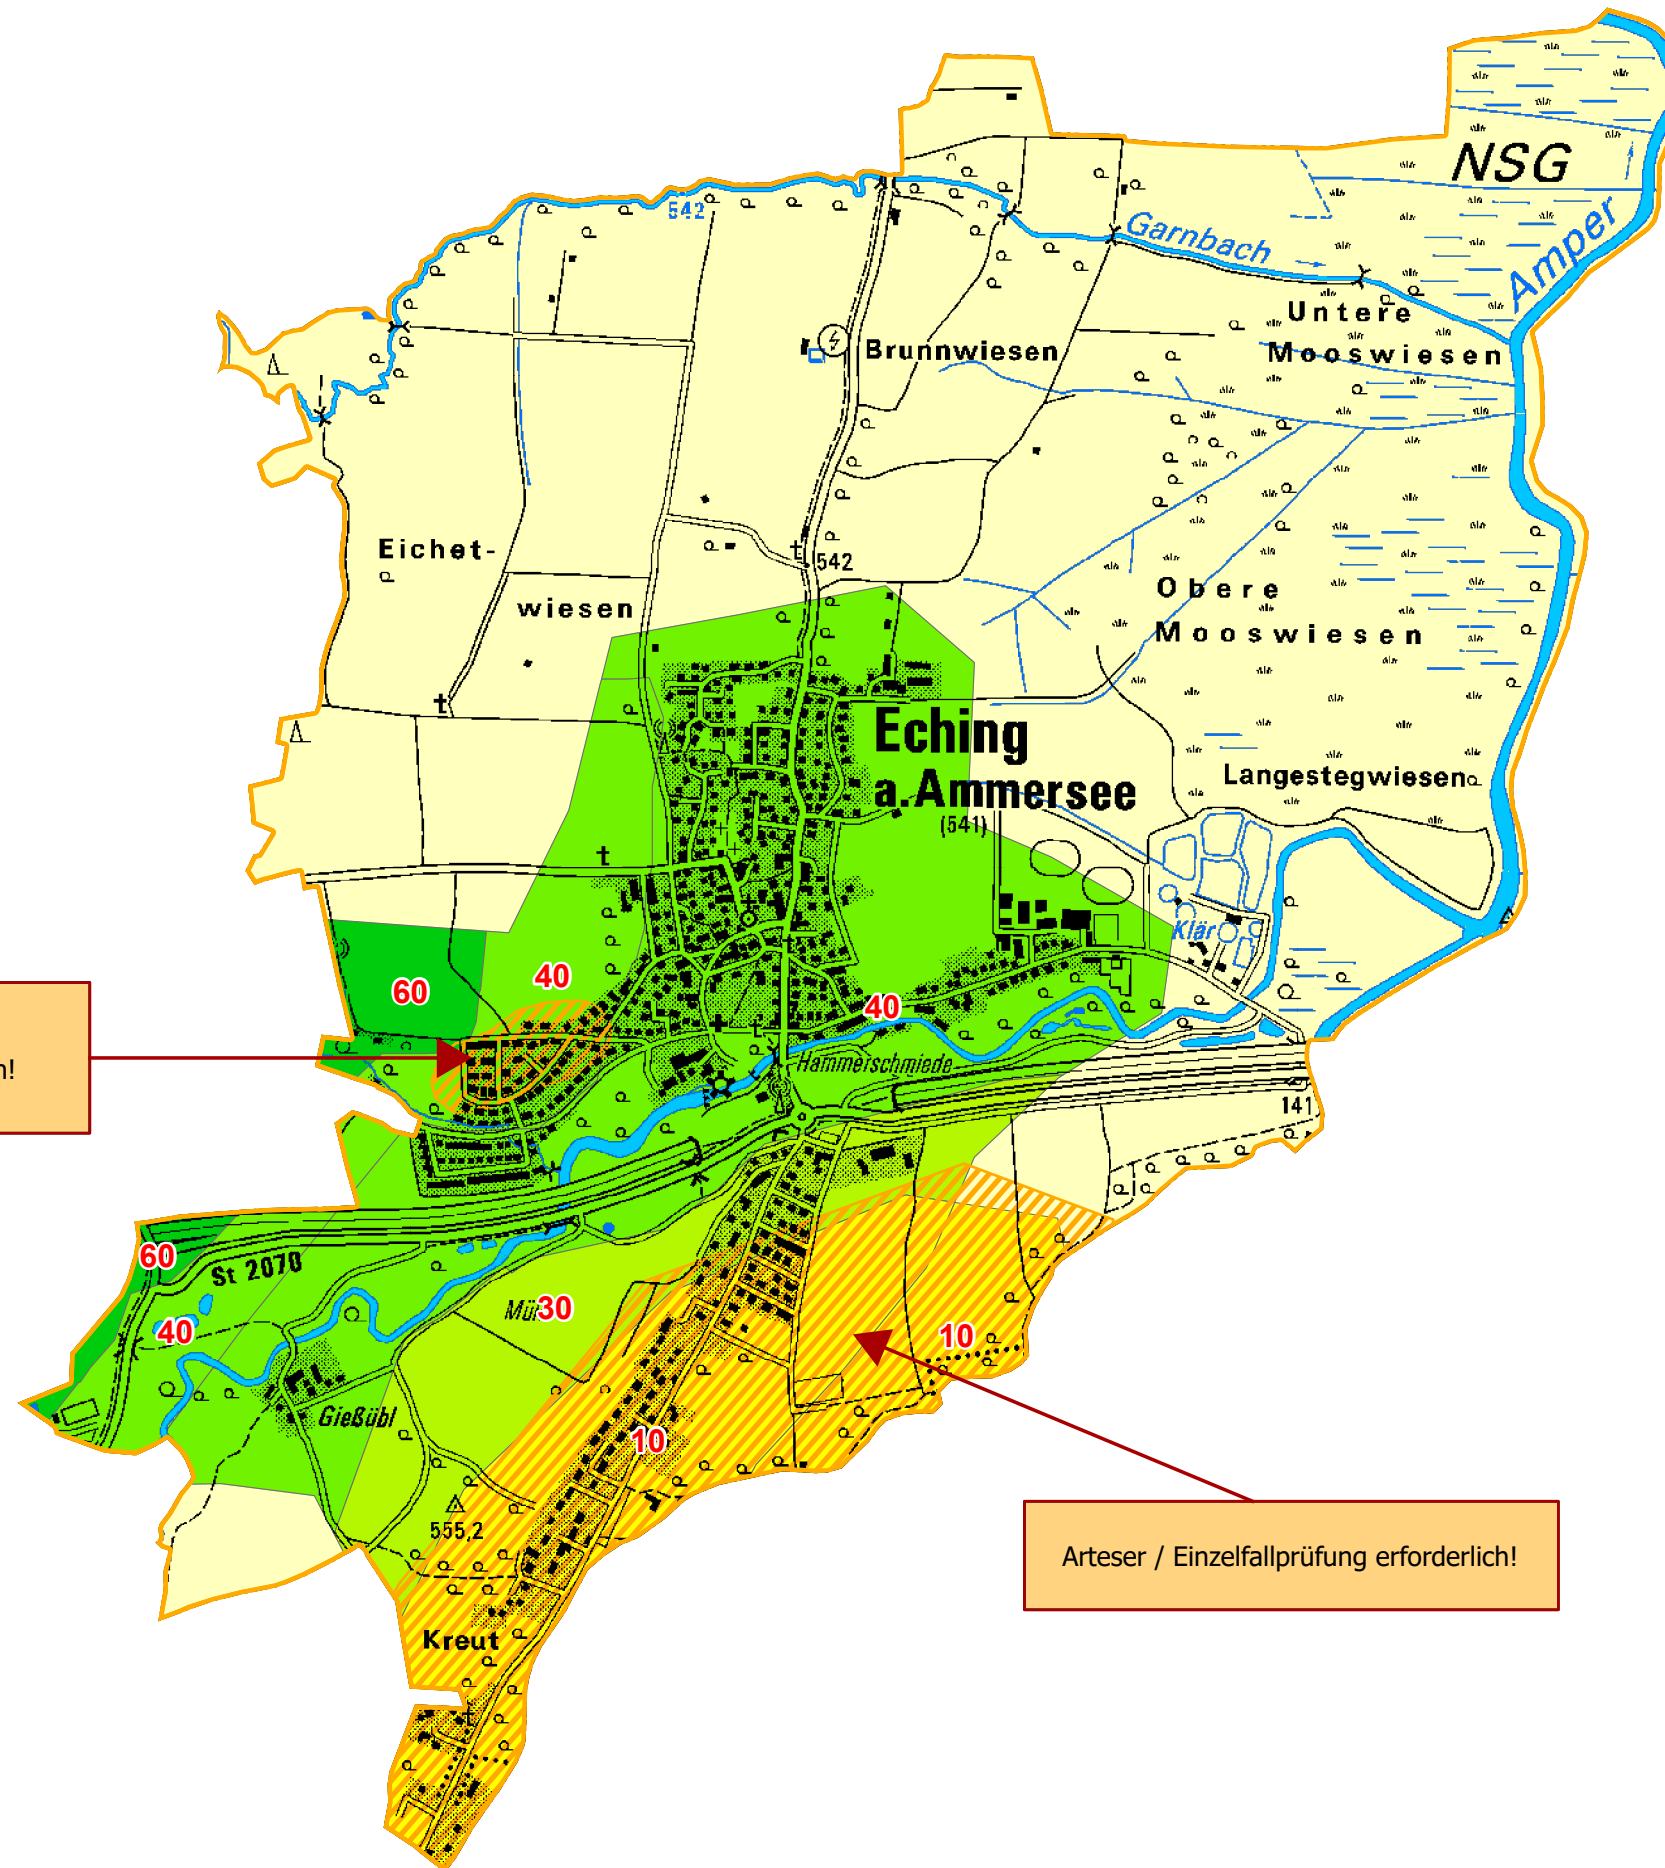 NSG
542
Garnbach
Amper
Untere
Mooswiesen
Brunnwiesen
Eichet-
wiesen
542
Obere
Mooswiesen
Eching
a.Ammersee
(541)
Langestegwiesen
Klär
60
40
40
Hammerschmiede
141
60
St 2070
40
30
10
10
Gießübl
555,2
Kreut
Arteser / Einzelfallprüfung erforderlich!